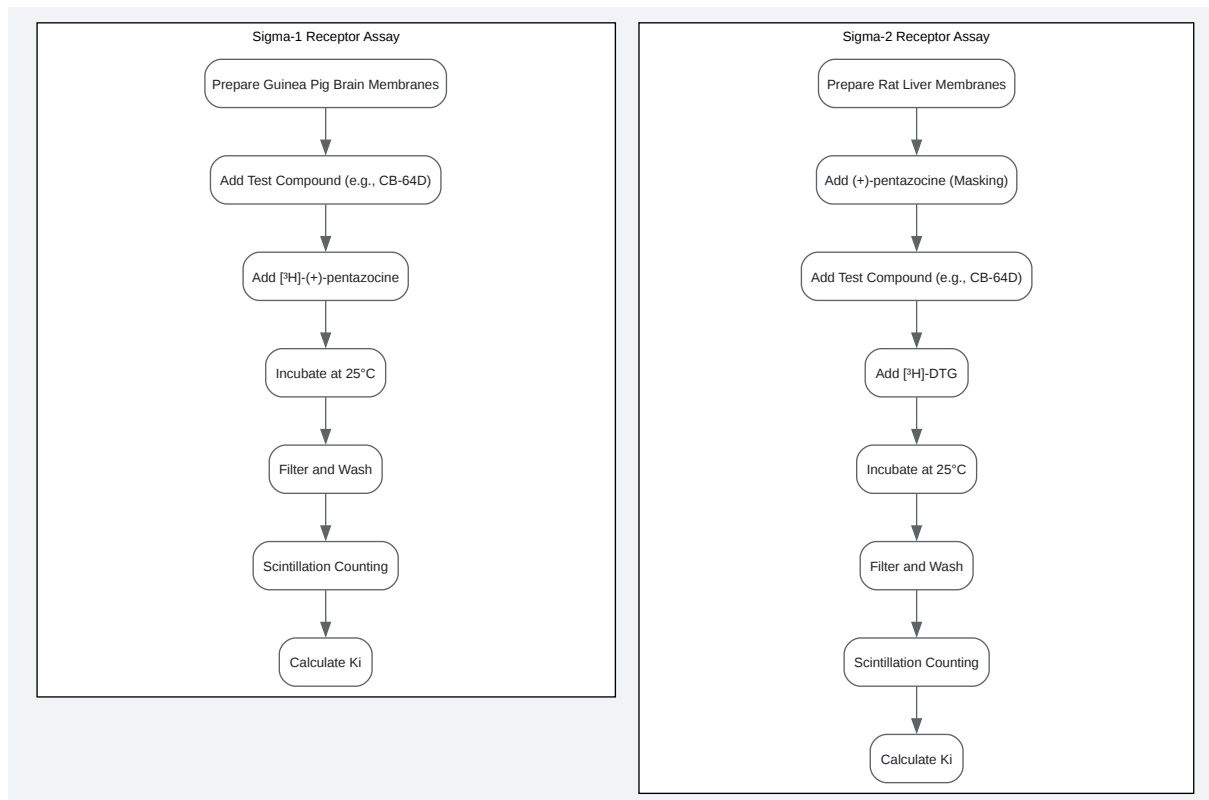 Sigma-1 Receptor Assay
Prepare Guinea Pig Brain Membranes
Add Test Compound (e.g., CB-64D)
Add [³H]-(+)-pentazocine
Incubate at 25°C
Filter and Wash
Scintillation Counting
Calculate Ki
Sigma-2 Receptor Assay
Prepare Rat Liver Membranes
Add (+)-pentazocine (Masking)
Add Test Compound (e.g., CB-64D)
Add [³H]-DTG
Incubate at 25°C
Filter and Wash
Scintillation Counting
Calculate Ki